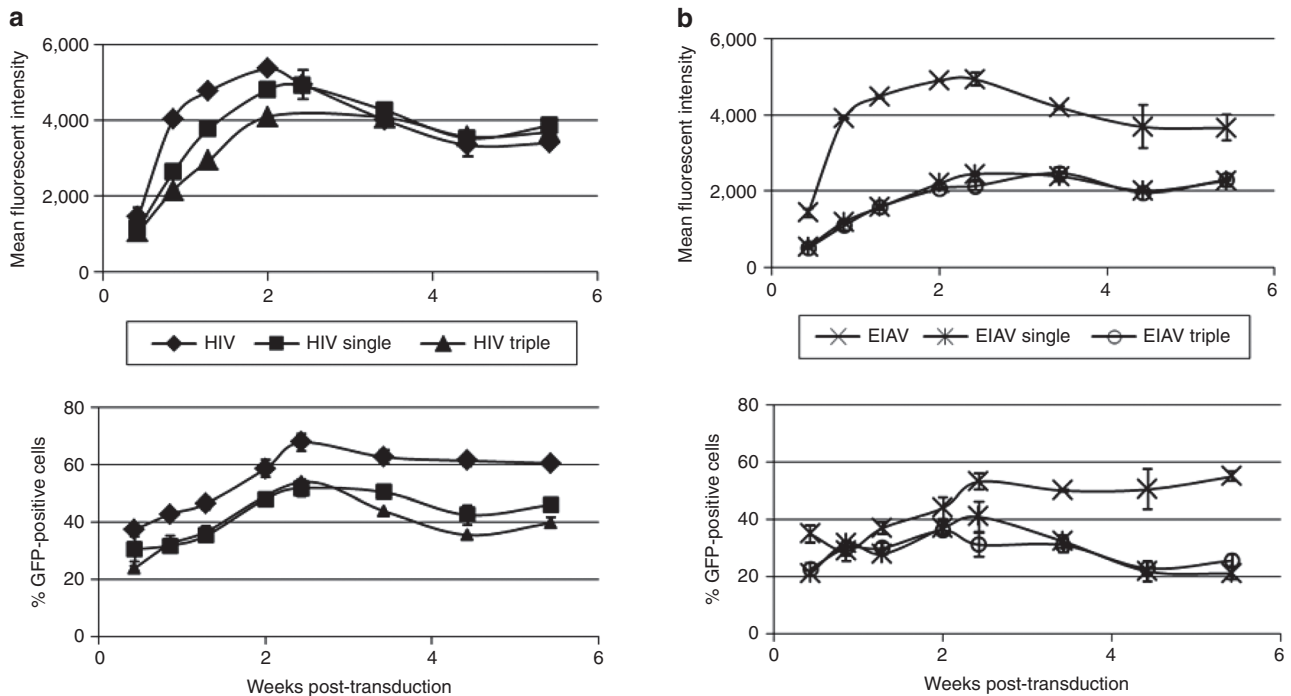 a
Mean fluorescent intensity
6,000
4,000
2,000
0
0 2 4 6
HIV HIV single HIV triple
% GFP-positive cells
80
60
40
20
0
0 2 4 6
Weeks post-transduction
b
Mean fluorescent intensity
6,000
4,000
2,000
0
0 2 4 6
EIAV EIAV single EIAV triple
% GFP-positive cells
80
60
40
20
0
0 2 4 6
Weeks post-transduction